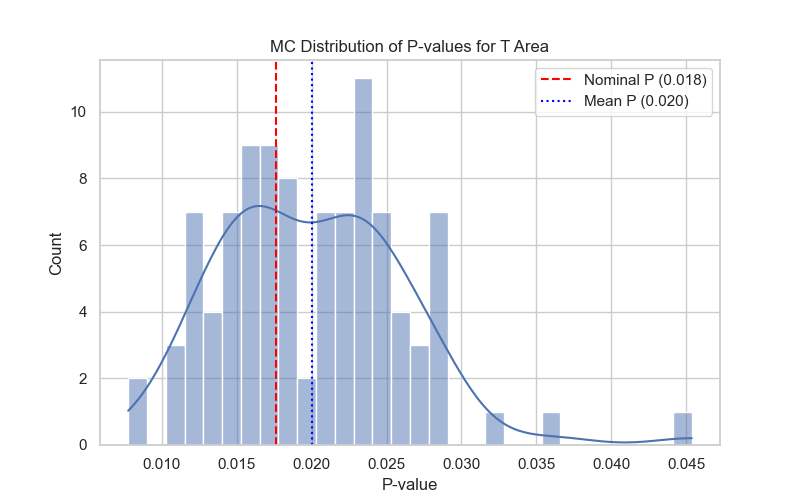 MC Distribution of P-values for T Area
Nominal P (0.018)
Mean P (0.020)
Count
10
8
6
4
2
0
0.010 0.015 0.020 0.025 0.030 0.035 0.040 0.045
P-value